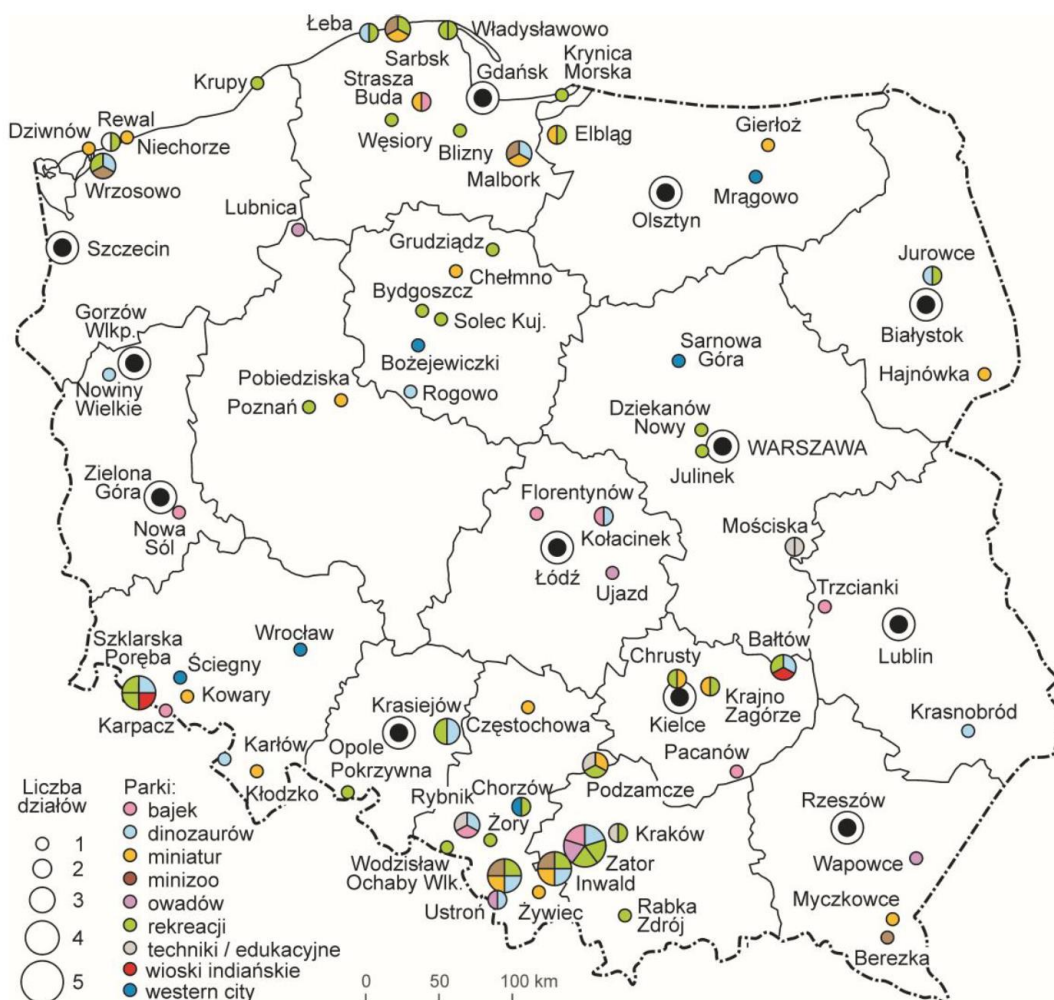 Łeba
Sarbsk
Władysławowo
Krynica
Morska
Gdańsk
Strasza
Buda
Krupy
Węsiory
Blizny
Elbląg
Malbork
Gierłoż
Mrągowo
Olsztyn
Rewal
Dziwnów
Niechorze
Wrzosowo
Szczecin
Lubnica
Grudziądz
Chełmno
Bydgoszcz
Solec Kuj.
Bożejewiczki
Rogowo
Jurowce
Białystok
Hajnówka
Gorzów
Wlkp.
Nowiny
Wielkie
Pobiedziska
Poznań
Sarnowa
Góra
Dziekanów
Nowy
WARSZAWA
Julinek
Zielona
Góra
Nowa
Sól
Florentynów
Kołacinek
Łódź
Ujazd
Mościska
Trzcianki
Lublin
Krasnobród
Wrocław
Szklarska
Poręba
Ściegny
Kowary
Karpacz
Karłów
Kłodzko
Krasiejów
Opole
Pokrzywna
Częstochowa
Chrusty
Kielce
Bałtów
Krajno
Zagórze
Pacanów
Podzamcze
Rybnik
Chorzów
Żory
Kraków
Zator
Wodzisław
Ochaby Wlk.
Inwald
Ustroń
Żywiec
Rabka
Zdrój
Rzeszów
Wapowce
Myczkowce
Berezka
Liczba
działów
1
2
3
4
5
Parki:
bajek
dinozaurów
miniatur
minizoo
owadów
rekreacji
techniki / edukacyjne
wioski indiańskie
western city
0 50 100 km